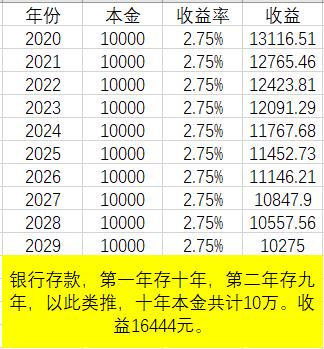 年份 本金 收益率 收益
2020 10000 2.75% 13116.51
2021 10000 2.75% 12765.46
2022 10000 2.75% 12423.81
2023 10000 2.75% 12091.29
2024 10000 2.75% 11767.68
2025 10000 2.75% 11452.73
2026 10000 2.75% 11146.21
2027 10000 2.75% 10847.9
2028 10000 2.75% 10557.56
2029 10000 2.75% 10275
银行存款，第一年存十年，第二年存九
年，以此类推，十年本金共计10万。收
益16444元。